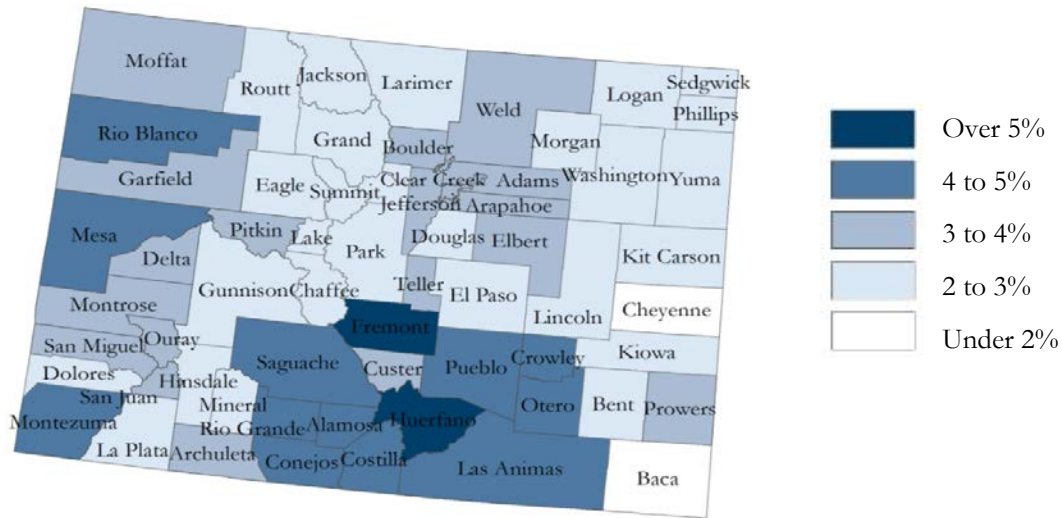 Moffat
Routt
Jackson
Larimer
Weld
Logan
Sedgwick
Phillips
Over 5%
Rio Blanco
Grand
Boulder
Morgan
4 to 5%
Garfield
Eagle
Summit
Clear Creek
Adams
Washington
Yuma
Jefferson
Arapahoe
3 to 4%
Mesa
Pitkin
Lake
Park
Douglas
Elbert
Kit Carson
Delta
Gunnison
Chaffee
Teller
El Paso
Lincoln
Cheyenne
2 to 3%
Montrose
Ouray
Fremont
Kiowa
Under 2%
San Miguel
Saguache
Custer
Pueblo
Crowley
Dolores
San Juan
Hinsdale
Mineral
Otero
Bent
Prowers
Montezuma
Rio Grande
Alamosa
Huerfano
La Plata
Archuleta
Conejos
Costilla
Las Animas
Baca